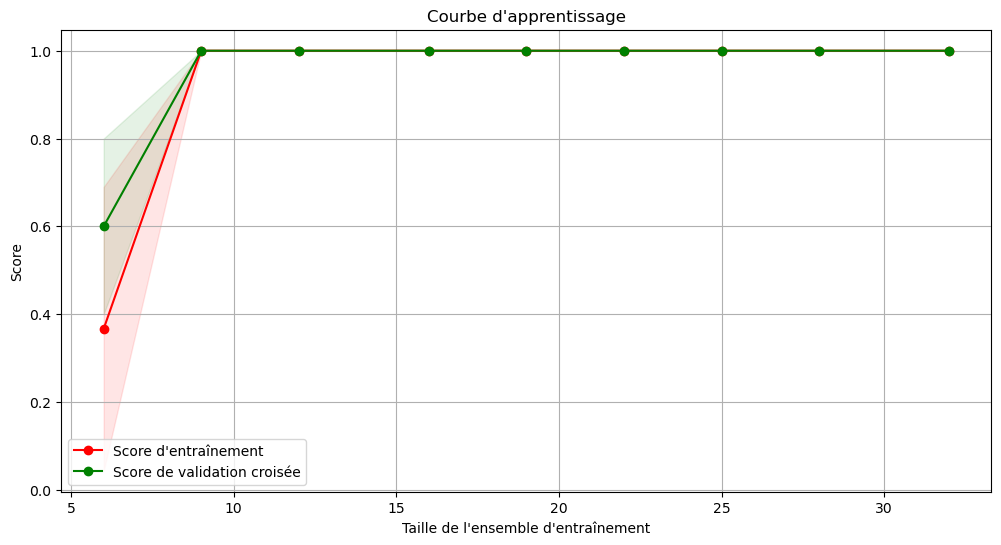 Courbe d'apprentissage
1.0
0.8
0.6
0.4
0.2
0.0
Score
Score d'entraînement
Score de validation croisée
5
10
15
20
25
30
Taille de l'ensemble d'entraînement